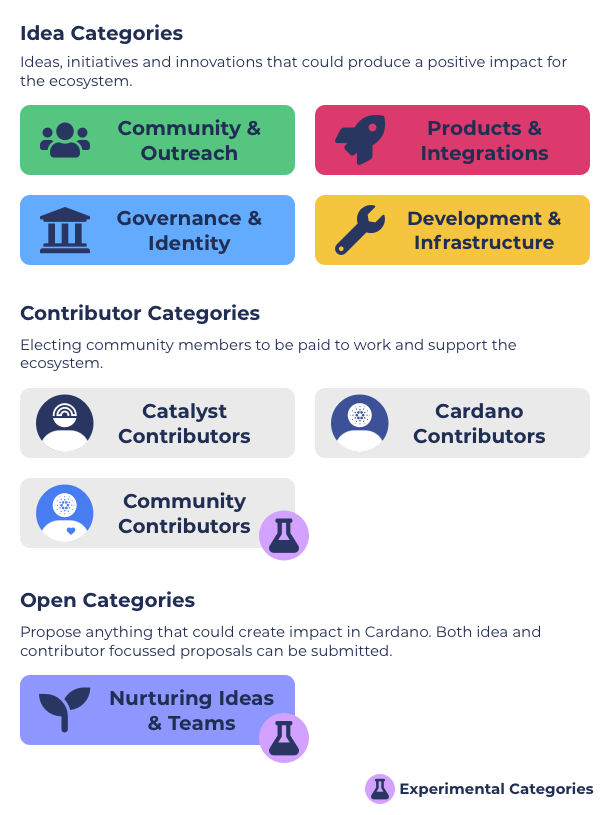 Idea Categories
Ideas, initiatives and innovations that could produce a positive impact for
the ecosystem.
Community &
Outreach
Products &
Integrations
Governance &
Identity
Development &
Infrastructure
Contributor Categories
Electing community members to be paid to work and support the
ecosystem.
Catalyst
Contributors
Cardano
Contributors
Community
Contributors
Open Categories
Propose anything that could create impact in Cardano. Both idea and
contributor focussed proposals can be submitted.
Nurturing Ideas
& Teams
Experimental Categories